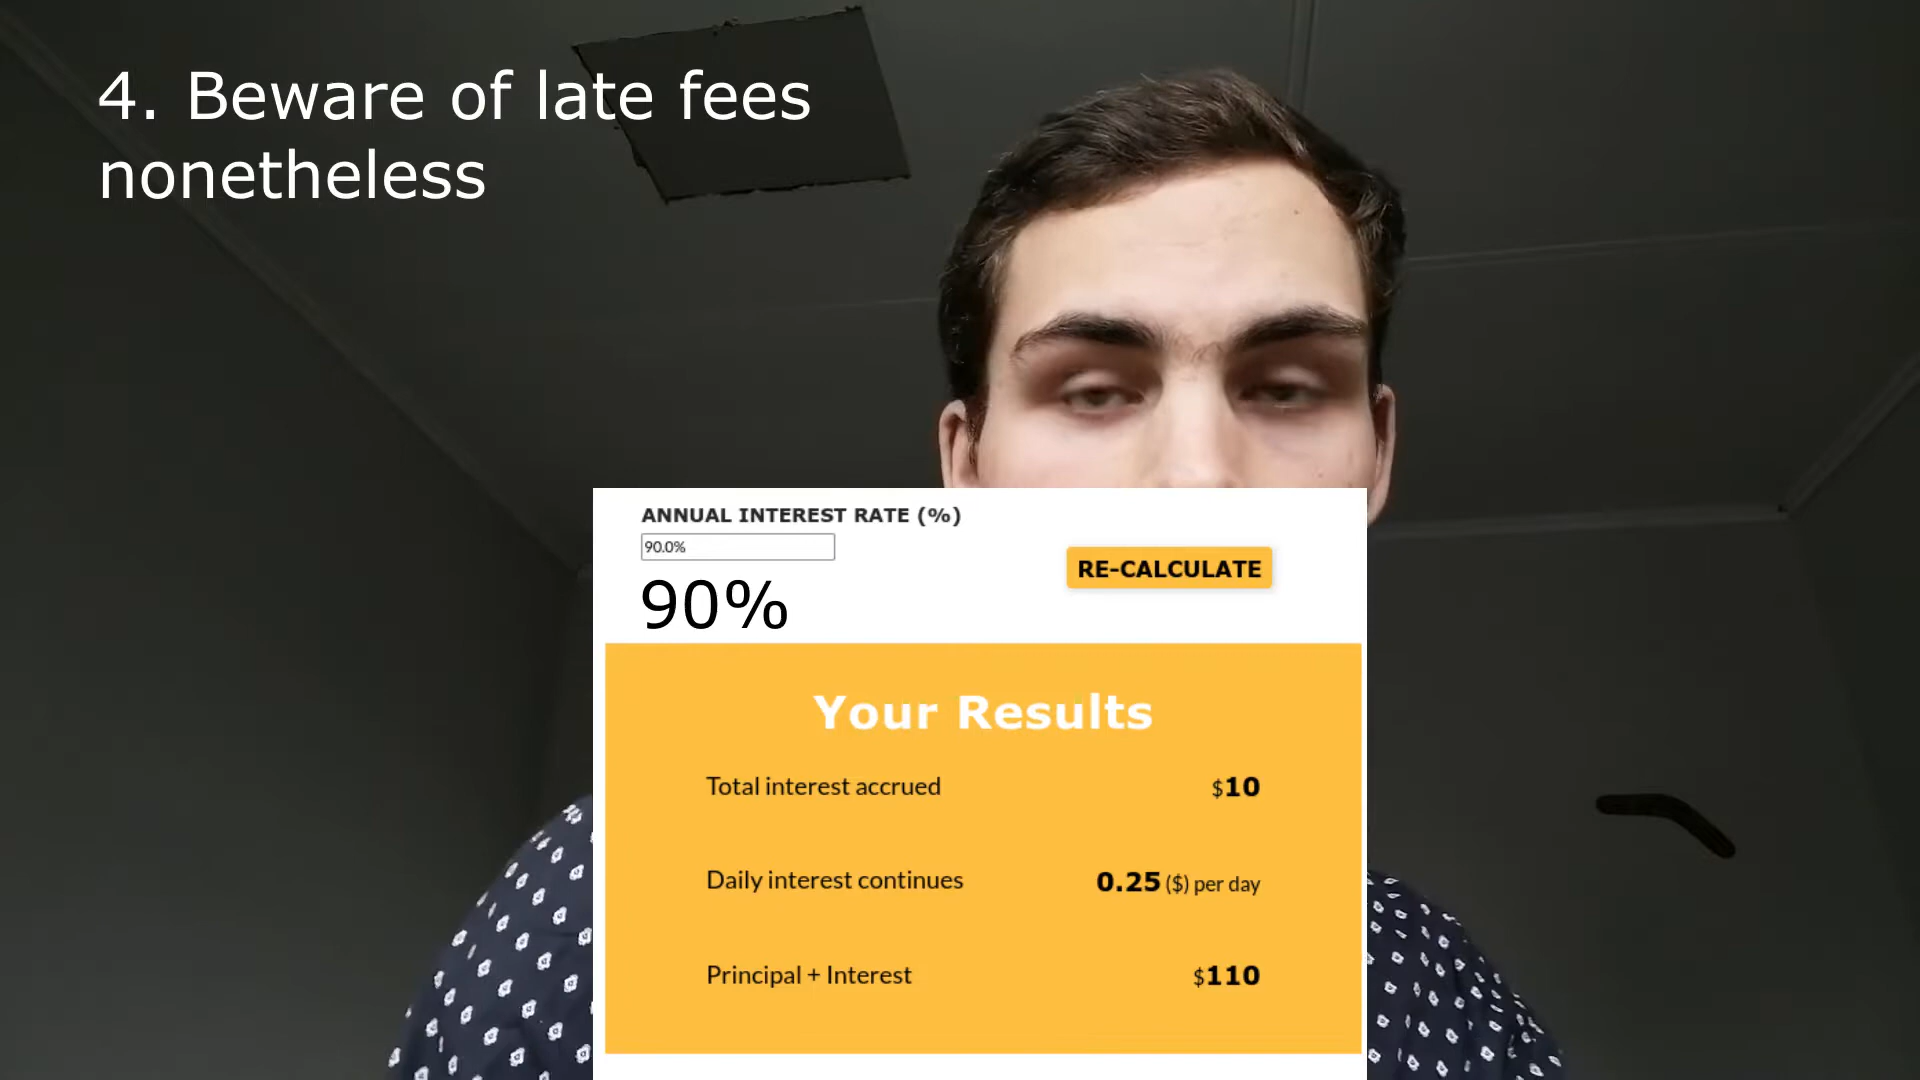 4. Beware of late fees
nonetheless
ANNUAL INTEREST RATE (%)
90.0%
RE-CALCULATE
90%
Your Results
Total interest accrued $10
Daily interest continues 0.25 ($) per day
Principal + Interest $110